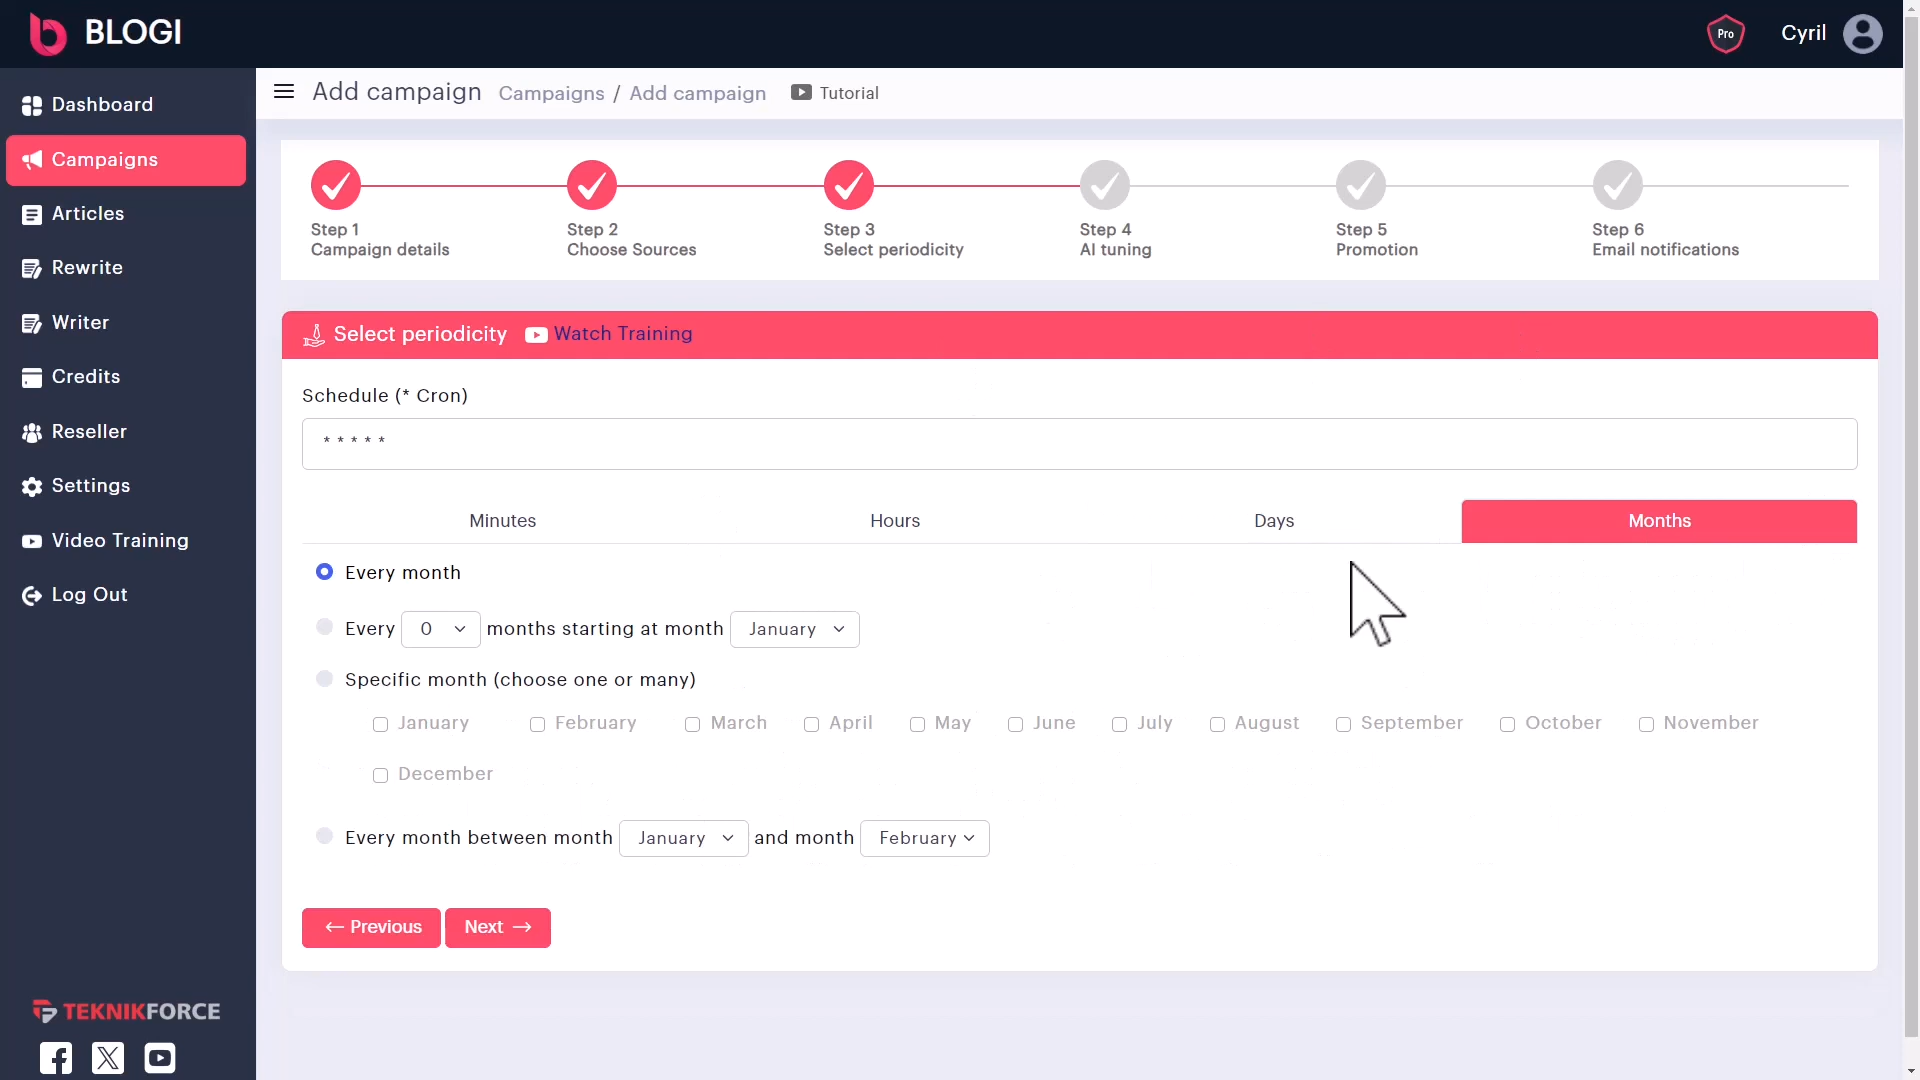 BLOGI
Pro
Cyril
Dashboard
Campaigns
Articles
Rewrite
Writer
Credits
Reseller
Settings
Video Training
Log Out
TEKNIKFORCE
Add campaign Campaigns / Add campaign Tutorial
Step 1
Campaign details
Step 2
Choose Sources
Step 3
Select periodicity
Step 4
AI tuning
Step 5
Promotion
Step 6
Email notifications
Select periodicity Watch Training
Schedule (* Cron)
* * * * *
Minutes Hours Days Months
Every month
Every 0 months starting at month January
Specific month (choose one or many)
January February March April May June July August September October November
December
Every month between month January and month February
← Previous Next →